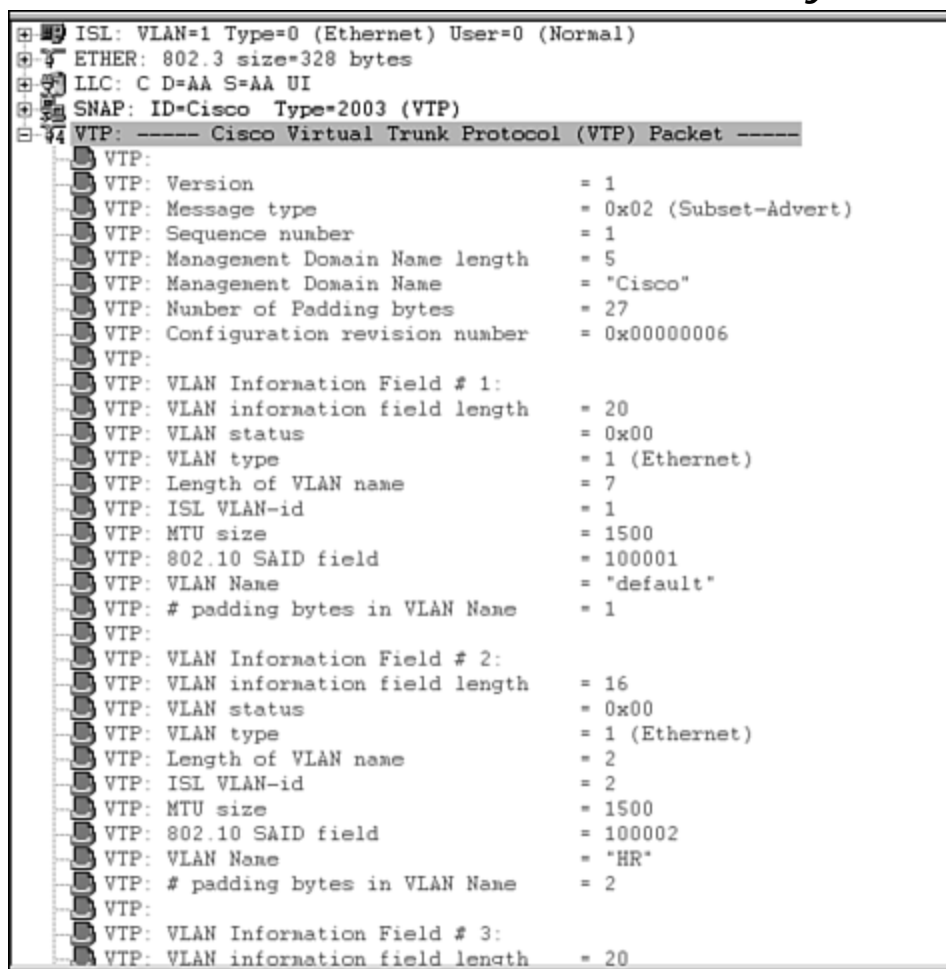 ISL: VLAN=1 Type=0 (Ethernet) User=0 (Normal)
ETHER: 802.3 size=328 bytes
LLC: C D=AA S=AA UI
SNAP: ID=Cisco Type=2003 (VTP)
VTP: ----- Cisco Virtual Trunk Protocol (VTP) Packet -----
VTP:
VTP: Version = 1
VTP: Message type = 0x02 (Subset-Advert)
VTP: Sequence number = 1
VTP: Management Domain Name length = 5
VTP: Management Domain Name = "Cisco"
VTP: Number of Padding bytes = 27
VTP: Configuration revision number = 0x00000006
VTP:
VTP: VLAN Information Field # 1:
VTP: VLAN information field length = 20
VTP: VLAN status = 0x00
VTP: VLAN type = 1 (Ethernet)
VTP: Length of VLAN name = 7
VTP: ISL VLAN-id = 1
VTP: MTU size = 1500
VTP: 802.10 SAID field = 100001
VTP: VLAN Name = "default"
VTP: # padding bytes in VLAN Name = 1
VTP:
VTP: VLAN Information Field # 2:
VTP: VLAN information field length = 16
VTP: VLAN status = 0x00
VTP: VLAN type = 1 (Ethernet)
VTP: Length of VLAN name = 2
VTP: ISL VLAN-id = 2
VTP: MTU size = 1500
VTP: 802.10 SAID field = 100002
VTP: VLAN Name = "HR"
VTP: # padding bytes in VLAN Name = 2
VTP:
VTP: VLAN Information Field # 3:
VTP: VLAN information field length = 20